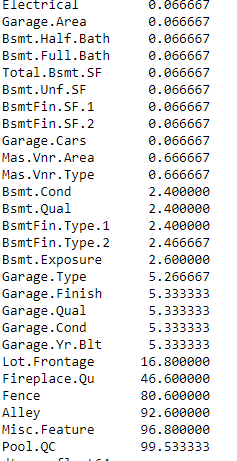 Electrical 0.066667
Garage.Area 0.066667
Bsmt.Half.Bath 0.066667
Bsmt.Full.Bath 0.066667
Total.Bsmt.SF 0.066667
Bsmt.Unf.SF 0.066667
BsmtFin.SF.1 0.066667
BsmtFin.SF.2 0.066667
Garage.Cars 0.066667
Mas.Vnr.Area 0.666667
Mas.Vnr.Type 0.666667
Bsmt.Cond 2.400000
Bsmt.Qual 2.400000
BsmtFin.Type.1 2.400000
BsmtFin.Type.2 2.466667
Bsmt.Exposure 2.600000
Garage.Type 5.266667
Garage.Finish 5.333333
Garage.Qual 5.333333
Garage.Cond 5.333333
Garage.Yr.Blt 5.333333
Lot.Frontage 16.800000
Fireplace.Qu 46.600000
Fence 80.600000
Alley 92.600000
Misc.Feature 96.800000
Pool.QC 99.533333